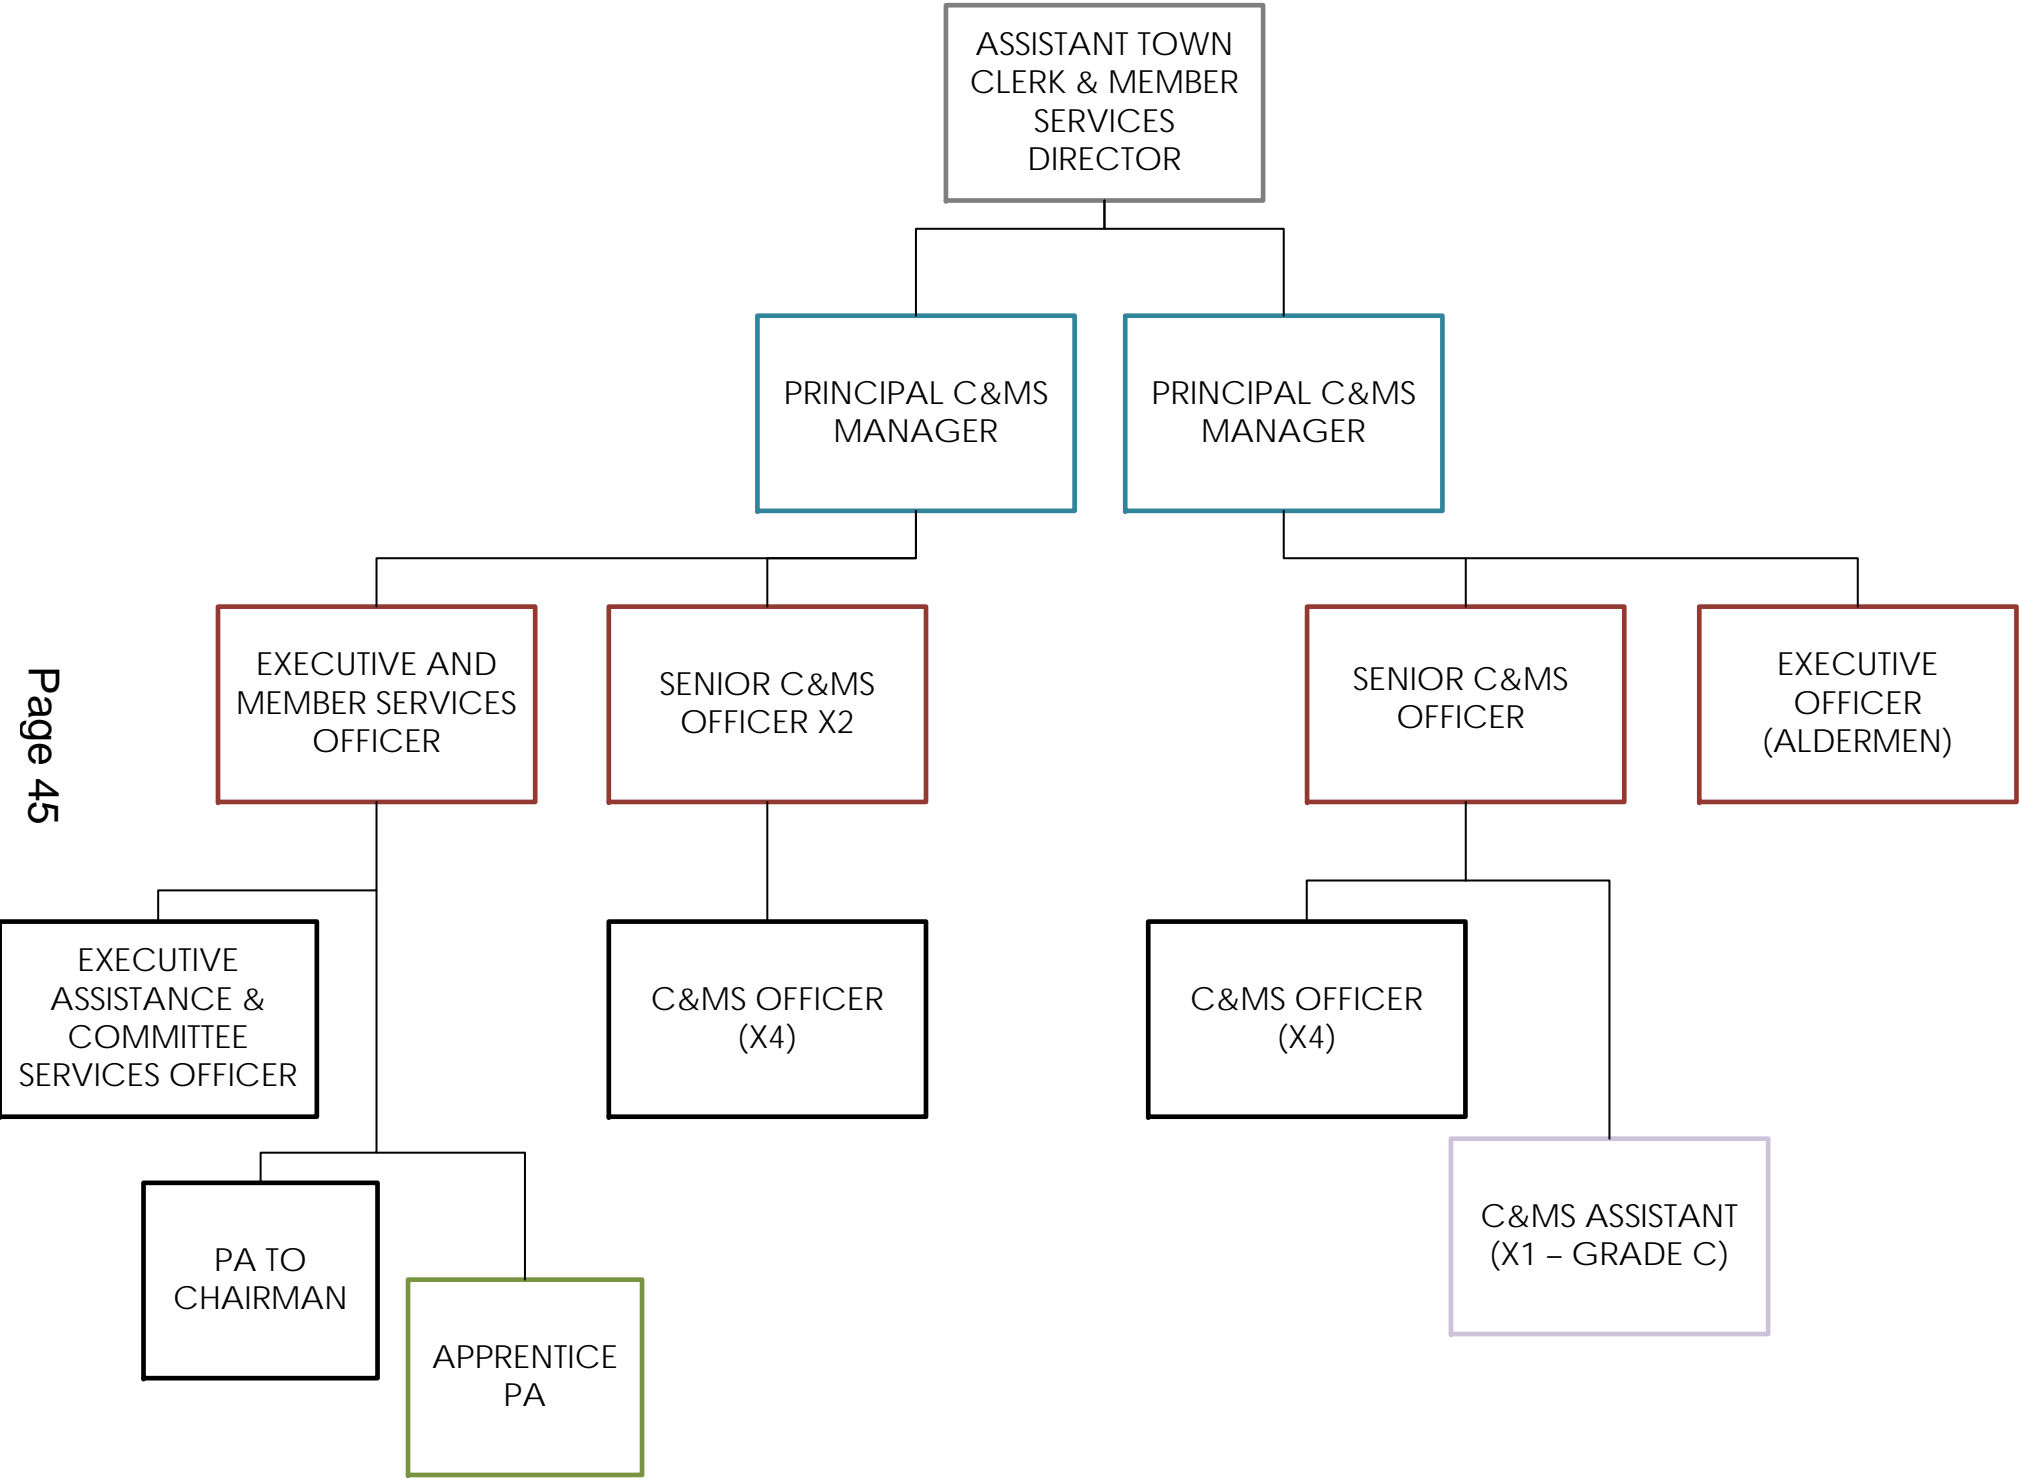 ASSISTANT TOWN
CLERK & MEMBER
SERVICES
DIRECTOR
PRINCIPAL C&MS
MANAGER
PRINCIPAL C&MS
MANAGER
EXECUTIVE AND
MEMBER SERVICES
OFFICER
SENIOR C&MS
OFFICER X2
SENIOR C&MS
OFFICER
EXECUTIVE
OFFICER
(ALDERMEN)
EXECUTIVE
ASSISTANCE &
COMMITTEE
SERVICES OFFICER
C&MS OFFICER
(X4)
C&MS OFFICER
(X4)
PA TO
CHAIRMAN
APPRENTICE
PA
C&MS ASSISTANT
(X1 – GRADE C)
Page 45